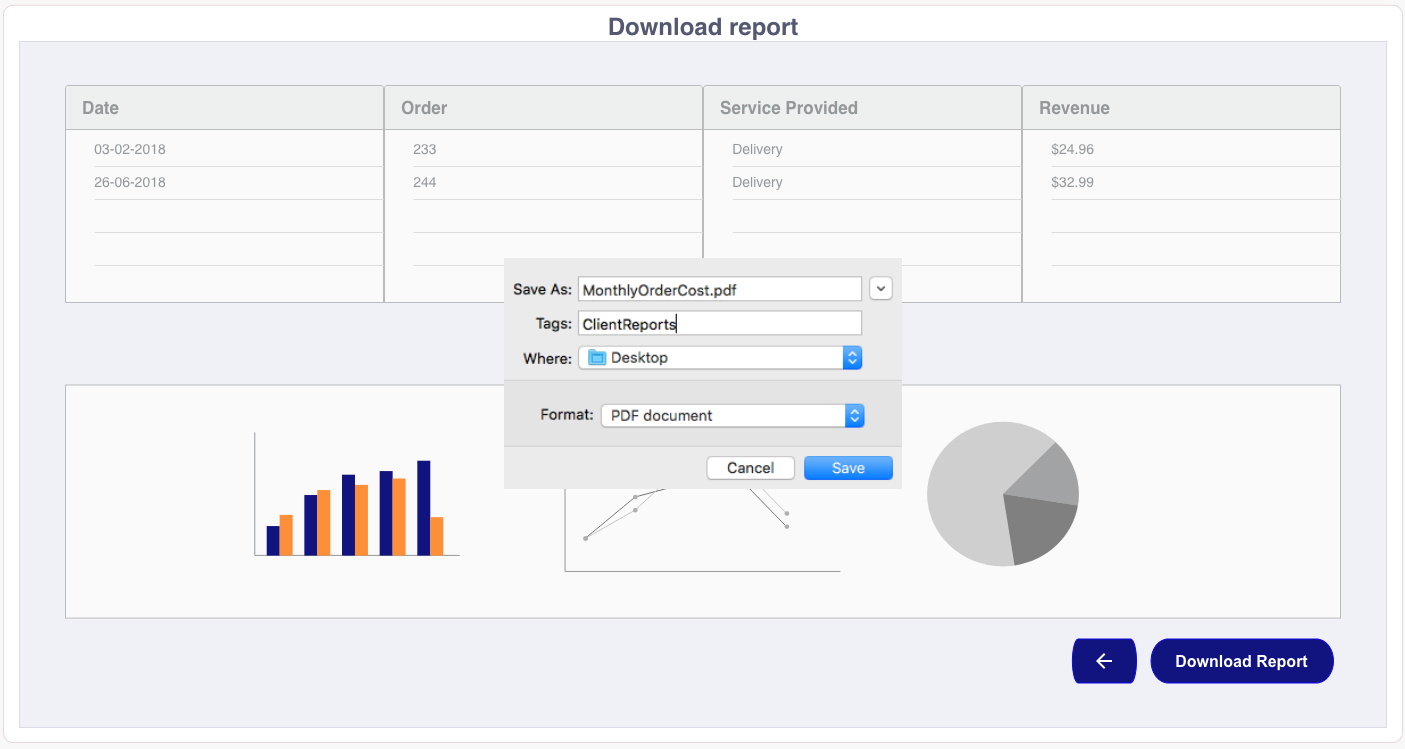 Download report
Date Order Service Provided Revenue
03-02-2018 233 Delivery $24.96
26-06-2018 244 Delivery $32.99
Save As: MonthlyOrderCost.pdf
Tags: ClientReports
Where: Desktop
Format: PDF document
Cancel Save
Download Report